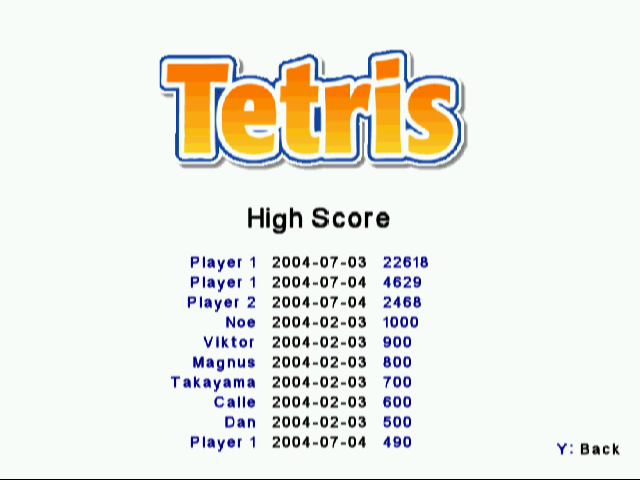 Tetris
High Score
Player 1 2004-07-03 22618
Player 1 2004-07-04 4629
Player 2 2004-07-04 2468
Noe 2004-02-03 1000
Viktor 2004-02-03 900
Magnus 2004-02-03 800
Takayama 2004-02-03 700
Calle 2004-02-03 600
Dan 2004-02-03 500
Player 1 2004-07-04 490
Y: Back